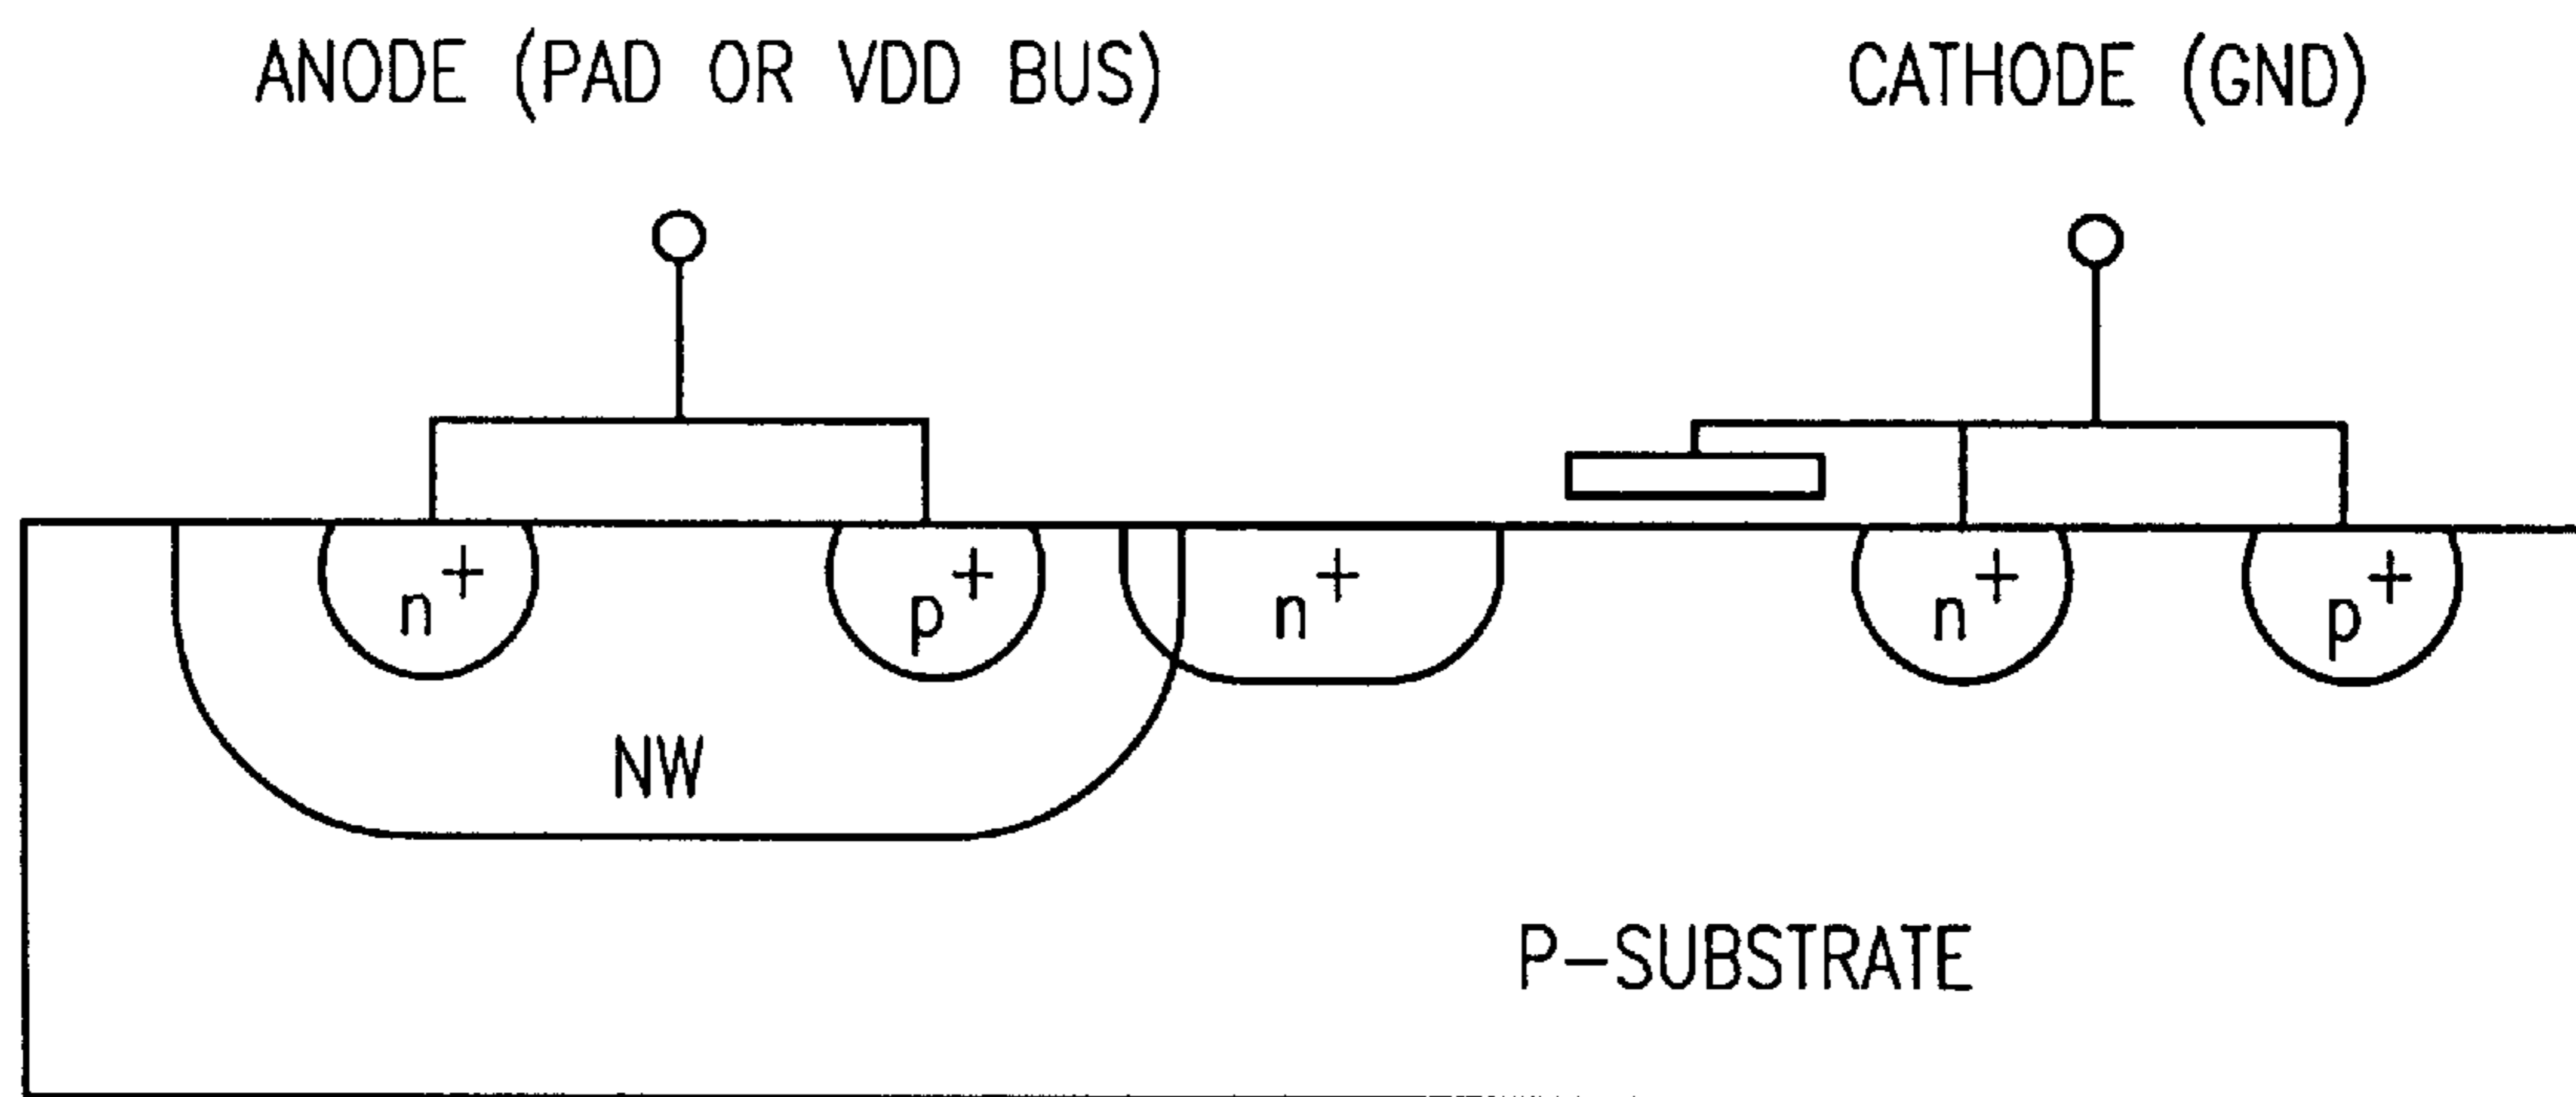 ANODE (PAD OR VDD BUS)
CATHODE (GND)
n+
p+
n+
n+
p+
NW
P-SUBSTRATE